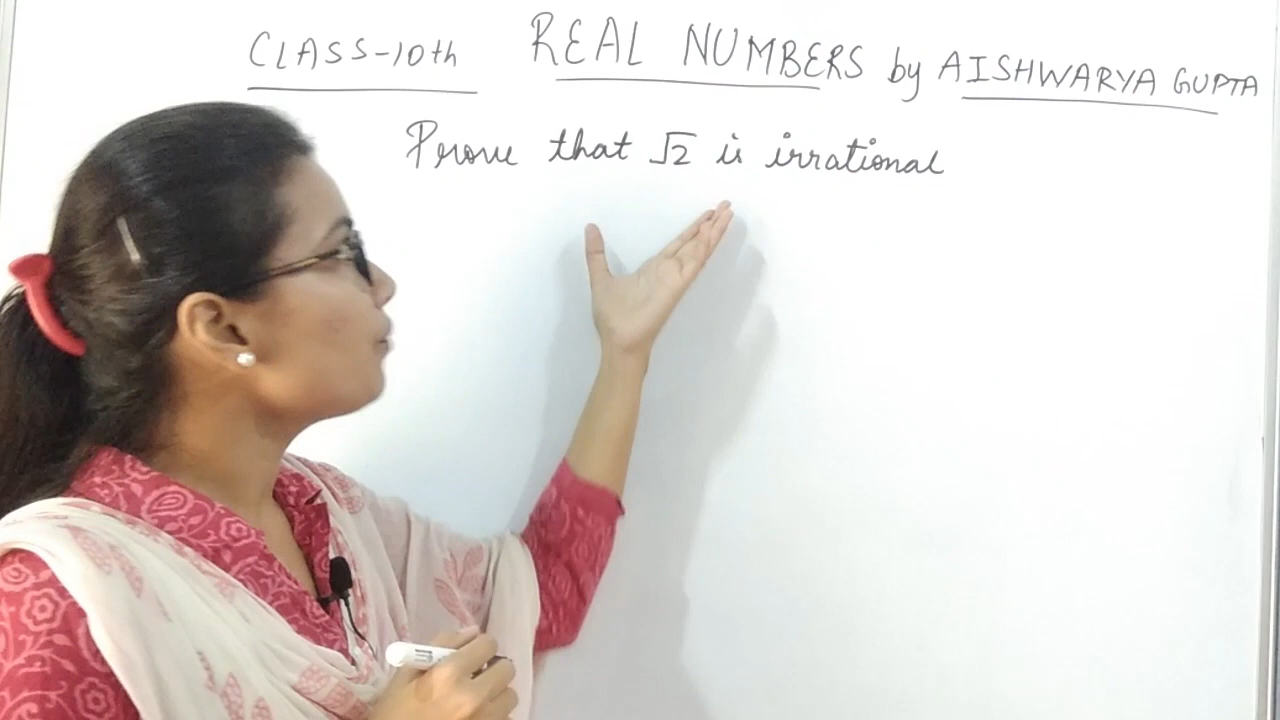 CLASS-10th REAL NUMBERS by AISHWARYA GUPTA
Prove that √2 is irrational